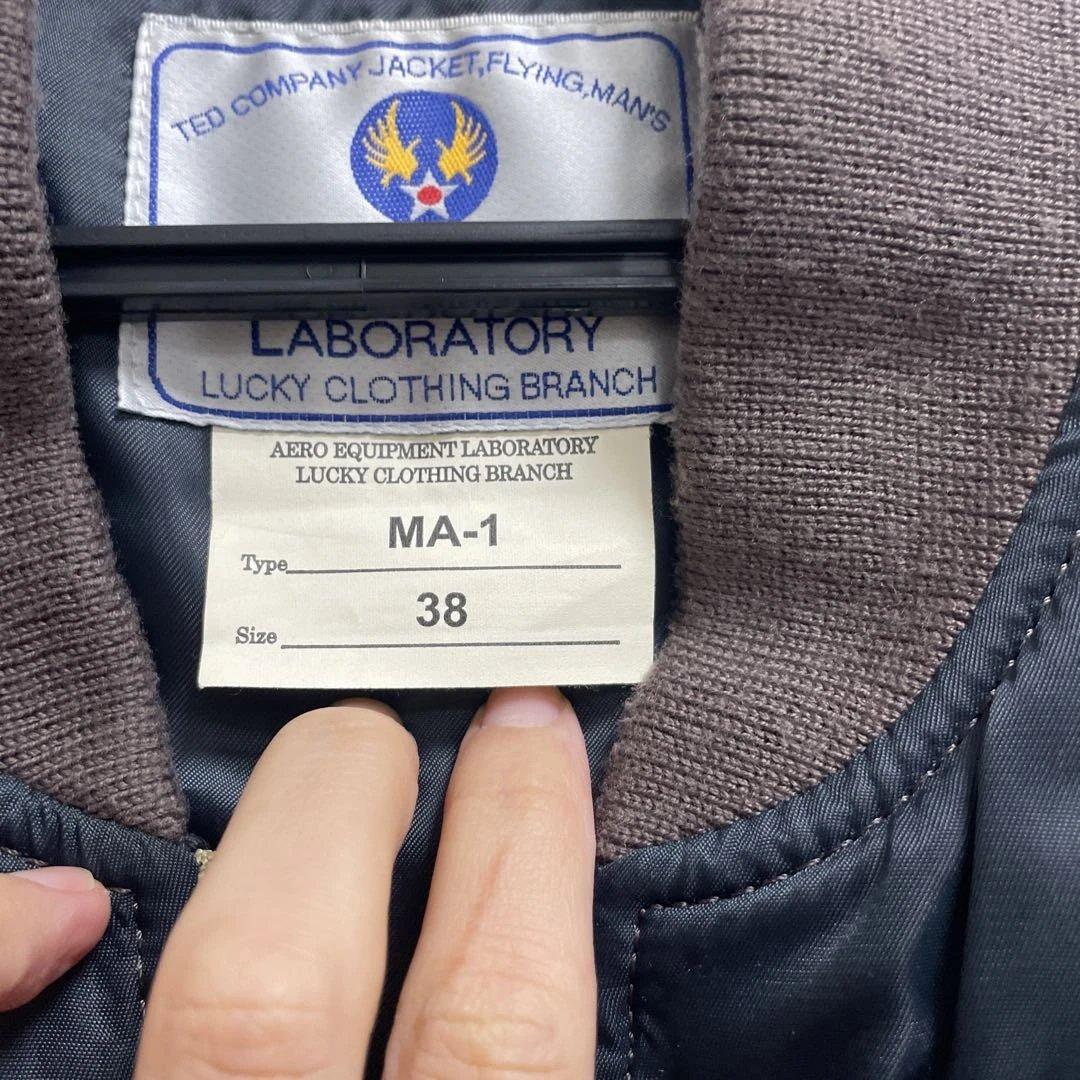 TED COMPANY JACKET,FLYING,MAN'S
LABORATORY
LUCKY CLOTHING BRANCH
AERO EQUIPMENT LABORATORY
LUCKY CLOTHING BRANCH
MA-1
Type
38
Size